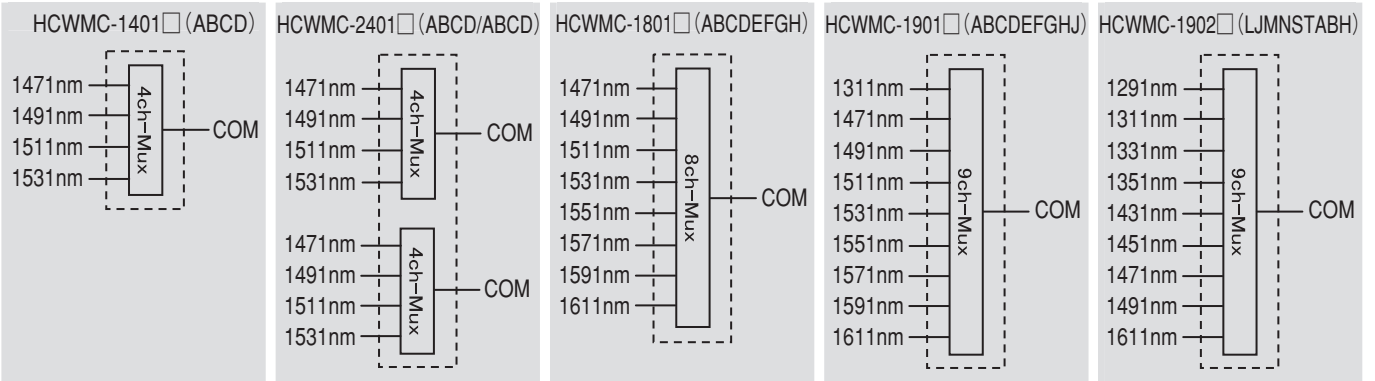 HCWMC-1401□(ABCD)
1471nm
1491nm
1511nm
1531nm
4ch-Mux
COM
HCWMC-2401□(ABCD/ABCD)
1471nm
1491nm
1511nm
1531nm
4ch-Mux
COM
1471nm
1491nm
1511nm
1531nm
4ch-Mux
COM
HCWMC-1801□(ABCDEFGH)
1471nm
1491nm
1511nm
1531nm
1551nm
1571nm
1591nm
1611nm
8ch-Mux
COM
HCWMC-1901□(ABCDEFGHJ)
1311nm
1471nm
1491nm
1511nm
1531nm
1551nm
1571nm
1591nm
1611nm
9ch-Mux
COM
HCWMC-1902□(LJMNSTABH)
1291nm
1311nm
1331nm
1351nm
1431nm
1451nm
1471nm
1491nm
1611nm
9ch-Mux
COM